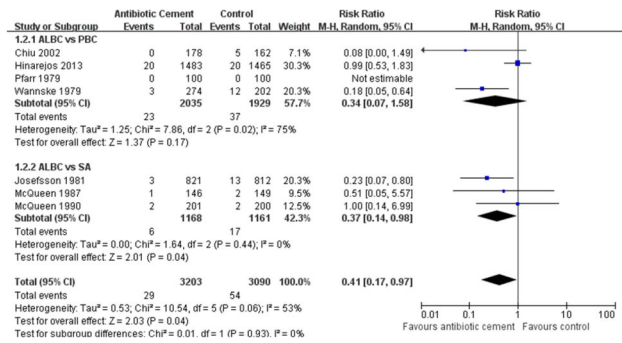 Antibiotic Cement Control Risk Ratio Risk Ratio
Study or Subgroup Events Total Events Total Weight M-H, Random, 95% CI M-H, Random, 95% CI
1.2.1 ALBC vs PBC
Chiu 2002 0 178 5 162 7.1% 0.08 [0.00, 1.49]
Hinarejos 2013 20 1483 20 1465 30.3% 0.99 [0.53, 1.83]
Pfarr 1979 0 100 0 100 Not estimable
Wannske 1979 3 274 12 202 20.3% 0.18 [0.05, 0.64]
Subtotal (95% CI) 2035 1929 57.7% 0.34 [0.07, 1.58]
Total events 23 37
Heterogeneity: Tau² = 1.25; Chi² = 7.86, df = 2 (P = 0.02); I² = 75%
Test for overall effect: Z = 1.37 (P = 0.17)
1.2.2 ALBC vs SA
Josefsson 1981 3 821 13 812 20.3% 0.23 [0.07, 0.80]
McQueen 1987 1 146 2 149 9.5% 0.51 [0.05, 5.57]
McQueen 1990 2 201 2 200 12.5% 1.00 [0.14, 6.99]
Subtotal (95% CI) 1168 1161 42.3% 0.37 [0.14, 0.98]
Total events 6 17
Heterogeneity: Tau² = 0.00; Chi² = 1.64, df = 2 (P = 0.44); I² = 0%
Test for overall effect: Z = 2.01 (P = 0.04)
Total (95% CI) 3203 3090 100.0% 0.41 [0.17, 0.97]
Total events 29 54
Heterogeneity: Tau² = 0.53; Chi² = 10.54, df = 5 (P = 0.06); I² = 53%
Test for overall effect: Z = 2.03 (P = 0.04)
Test for subgroup differences: Chi² = 0.01, df = 1 (P = 0.93), I² = 0%
0.01 0.1 1 10 100
Favours antibiotic cement Favours control